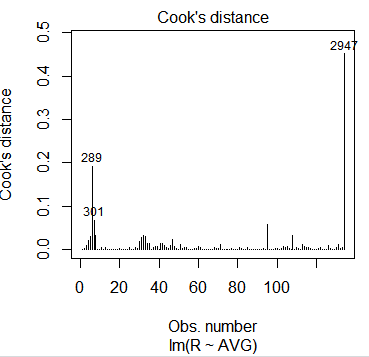 Cook's distance
Cook's distance
0.5
0.4
0.3
0.2
0.1
0.0
2947
289
301
0 20 40 60 80 100
Obs. number
lm(R ~ AVG)